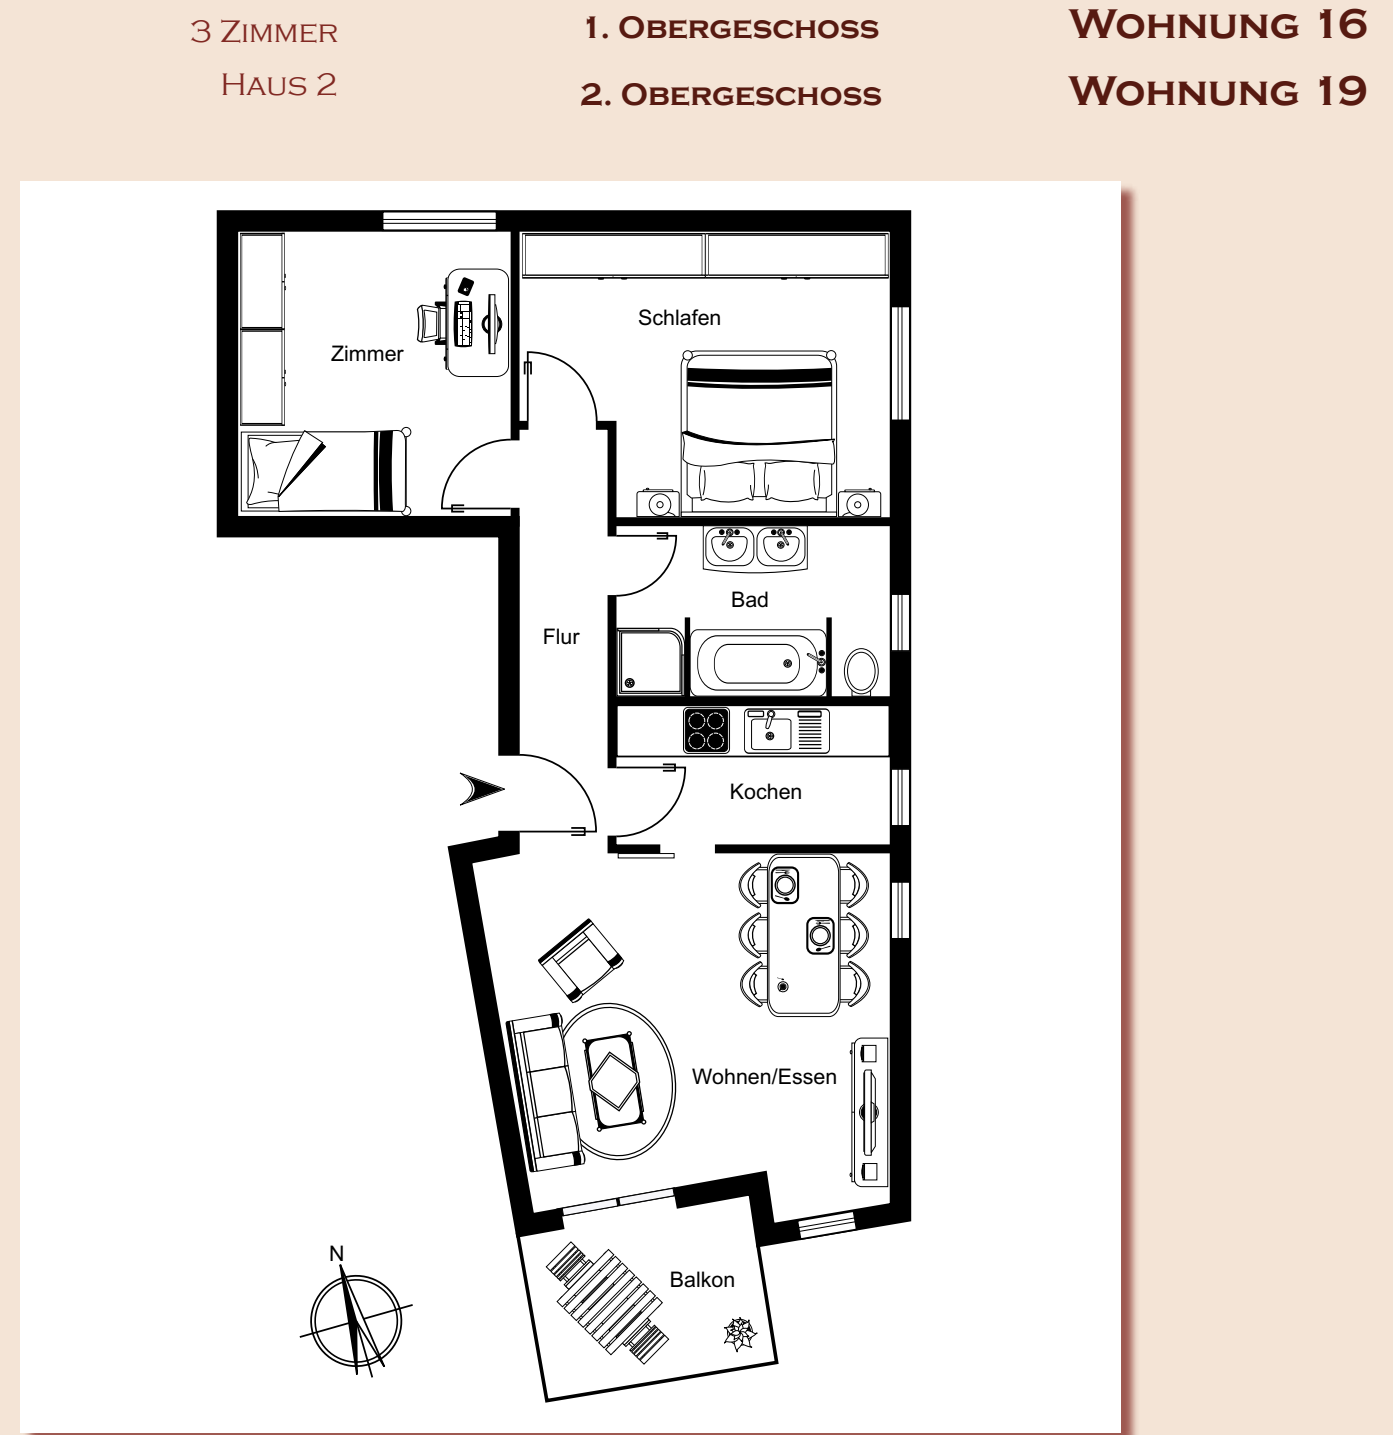 3 Zimmer
Haus 2
1. Obergeschoss
2. Obergeschoss
Wohnung 16
Wohnung 19
Schlafen
Zimmer
Bad
Flur
Kochen
Wohnen/Essen
Balkon
N